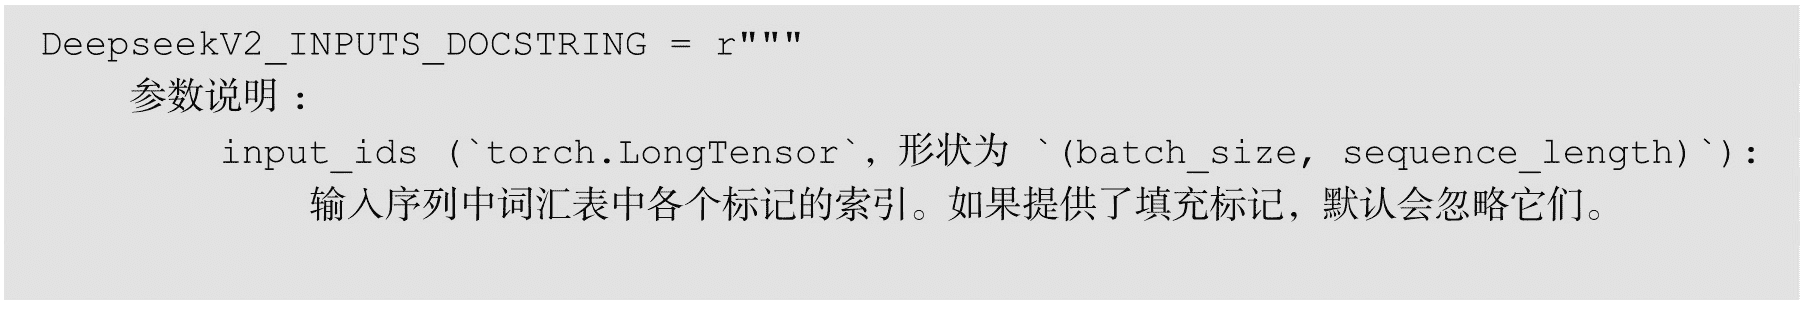 DeepseekV2_INPUTS_DOCSTRING = r"""
参数说明：
input_ids (`torch.LongTensor`，形状为 `(batch_size, sequence_length)`):
输入序列中词汇表中各个标记的索引。如果提供了填充标记，默认会忽略它们。